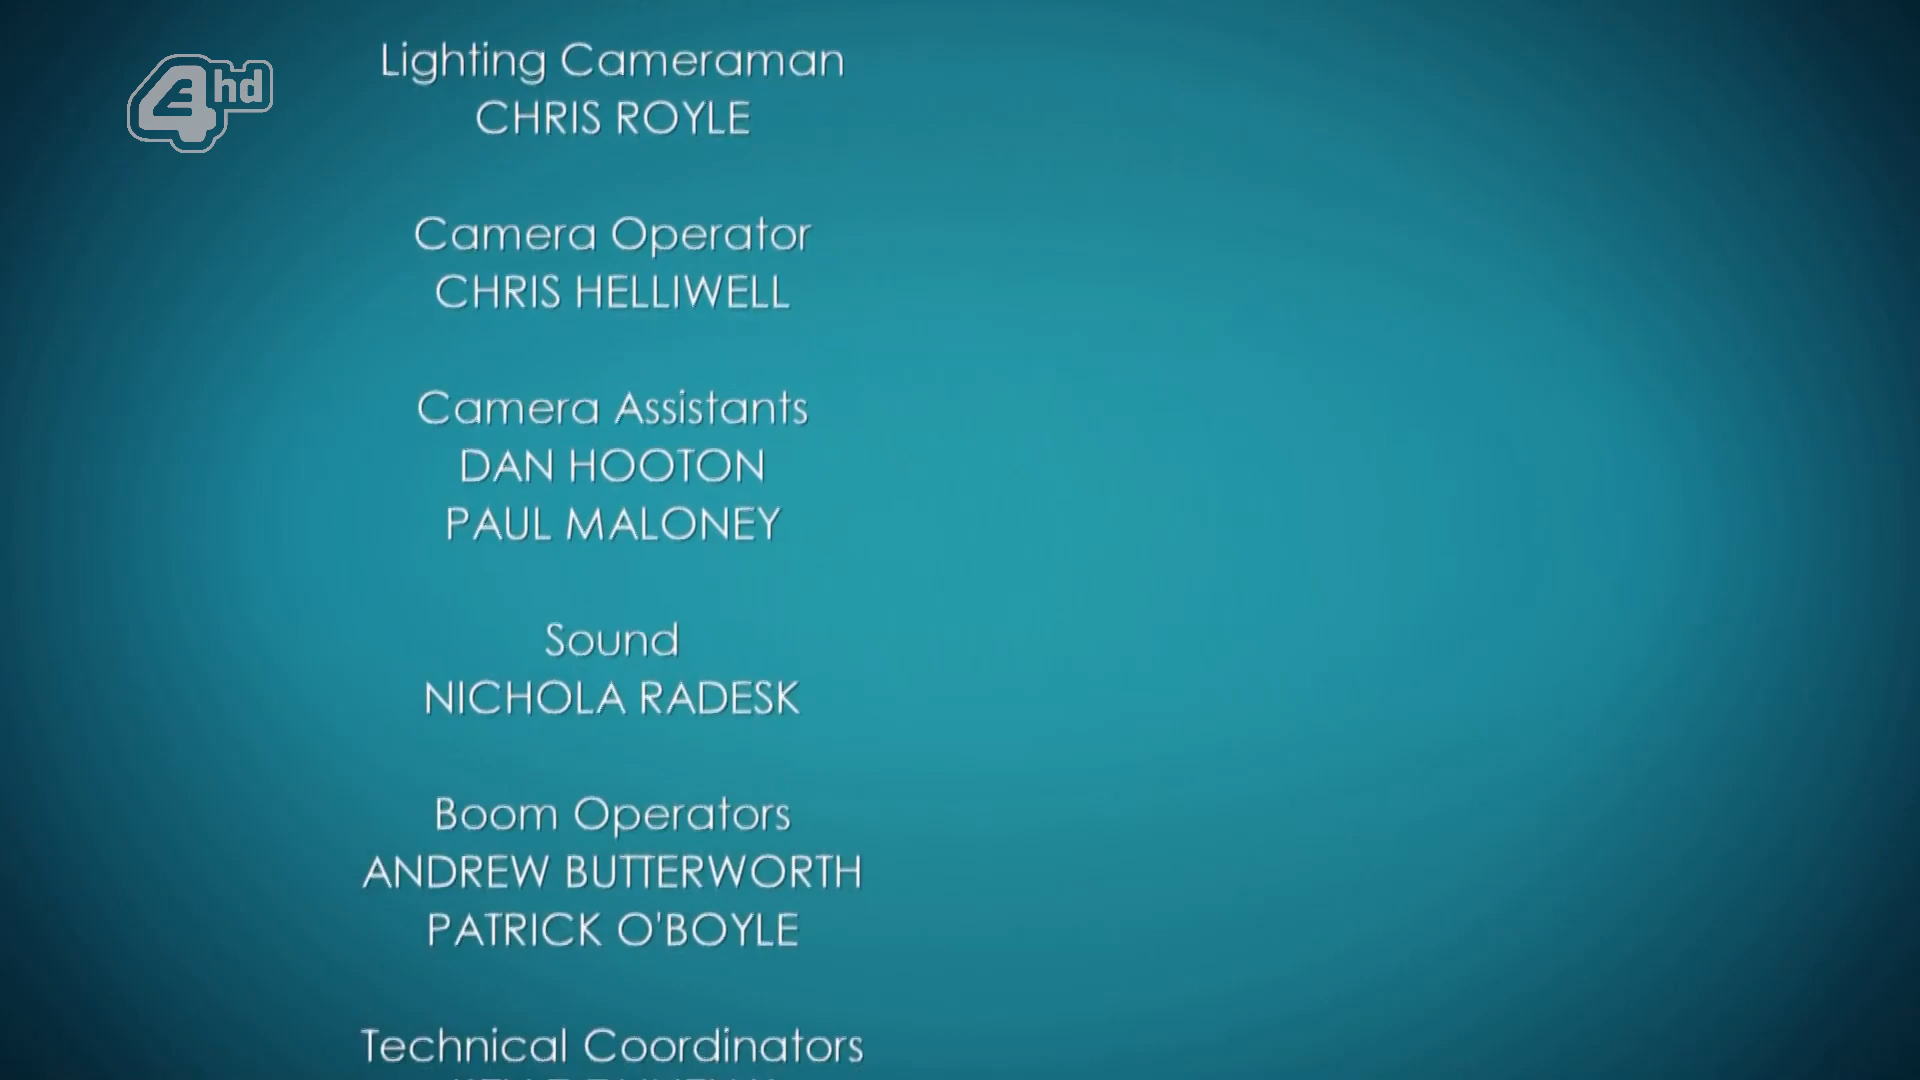 4hd
Lighting Cameraman
CHRIS ROYLE
Camera Operator
CHRIS HELLIWELL
Camera Assistants
DAN HOOTON
PAUL MALONEY
Sound
NICHOLA RADESK
Boom Operators
ANDREW BUTTERWORTH
PATRICK O'BOYLE
Technical Coordinators